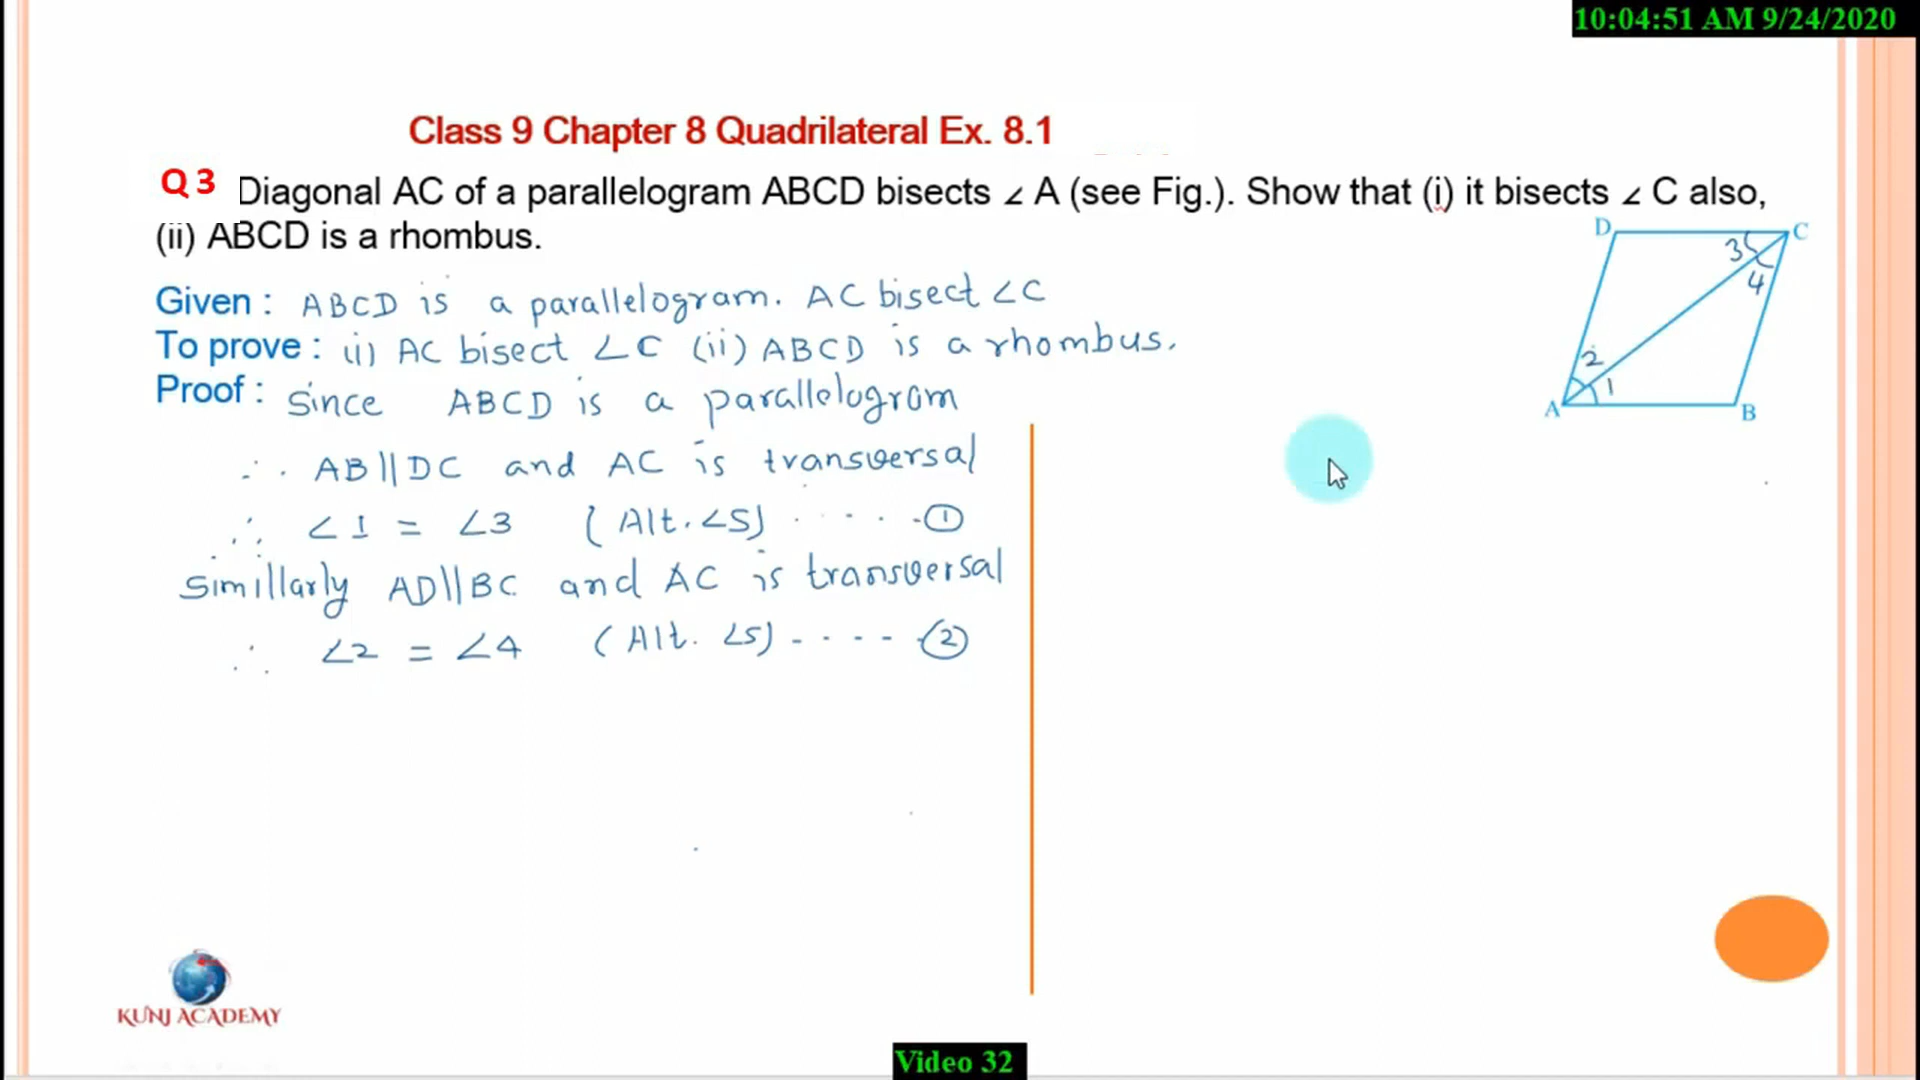 10:04:51 AM 9/24/2020
Class 9 Chapter 8 Quadrilateral Ex. 8.1
Q 3 Diagonal AC of a parallelogram ABCD bisects ∠ A (see Fig.). Show that (i) it bisects ∠ C also,
(ii) ABCD is a rhombus.
D
C
3
4
2
1
A
B
Given : ABCD is a parallelogram. AC bisect ∠C
To prove : (i) AC bisect ∠C (ii) ABCD is a rhombus.
Proof : Since ABCD is a parallelogram
∴ AB||DC and AC is transversal
∴ ∠1 = ∠3 (Alt. ∠S) ..... ①
Simillarly AD||BC and AC is transversal
∴ ∠2 = ∠4 (Alt. ∠S) ---- ②
KUNJ ACADEMY
Video 32